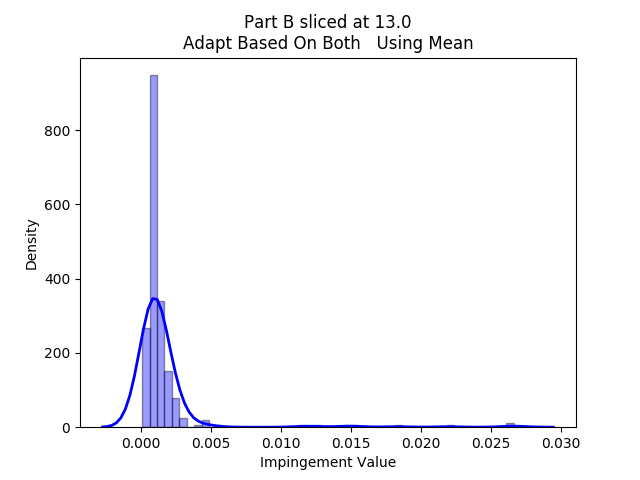 Part B sliced at 13.0
Adapt Based On Both   Using Mean
800
600
400
200
0
Density
0.000 0.005 0.010 0.015 0.020 0.025 0.030
Impingement Value